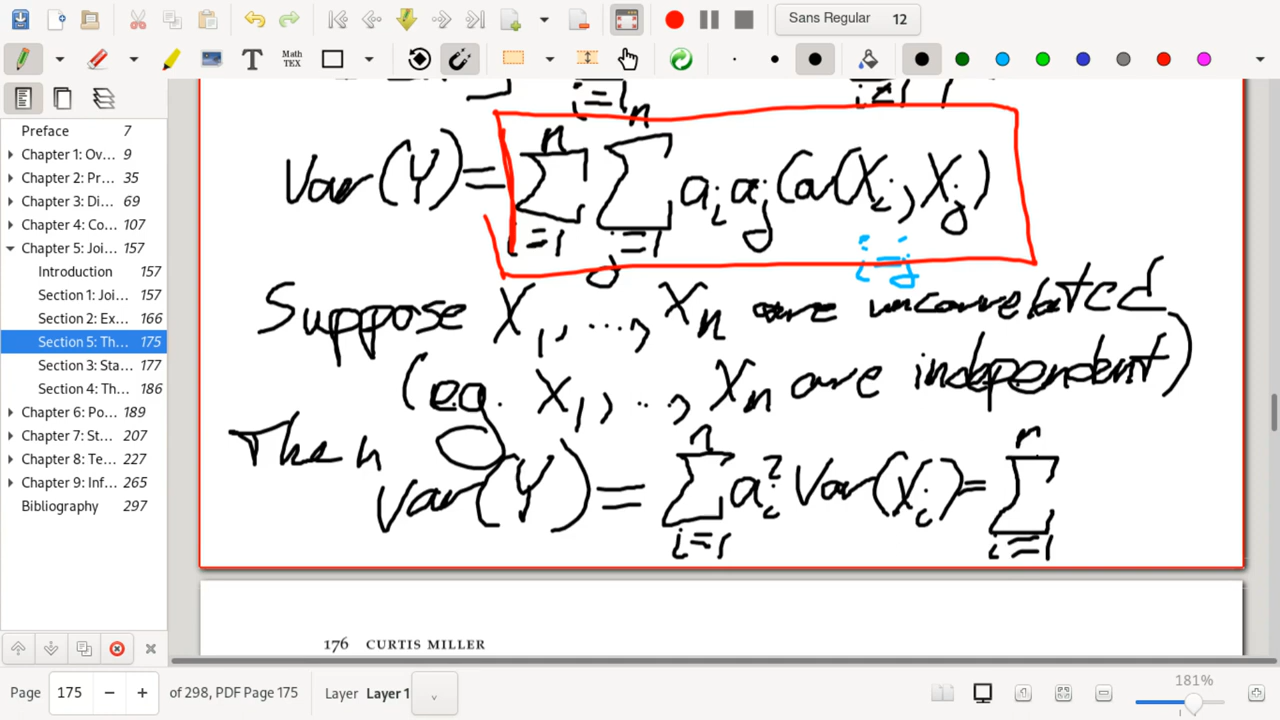 Sans Regular 12
Math TEX
Preface 7
Chapter 1: Ov... 9
Chapter 2: Pr... 35
Chapter 3: Di... 69
Chapter 4: Co... 107
Chapter 5: Joi... 157
Introduction 157
Section 1: Joi... 157
Section 2: Ex... 166
Section 5: Th... 175
Section 3: Sta... 177
Section 4: Th... 186
Chapter 6: Po... 189
Chapter 7: St... 207
Chapter 8: Te... 227
Chapter 9: Inf... 265
Bibliography 297
Var(Y) = ∑_{i=1}^{n} ∑_{j=1}^{n} a_i a_j Cov(X_i, X_j)
i=j
Suppose X_1, ..., X_n are uncorrelated
(eg. X_1, ..., X_n are independent)
Then
Var(Y) = ∑_{i=1}^{n} a_i^2 Var(X_i) = ∑_{i=1}^{n}
176 CURTIS MILLER
Page 175 of 298, PDF Page 175 Layer Layer 1 181%